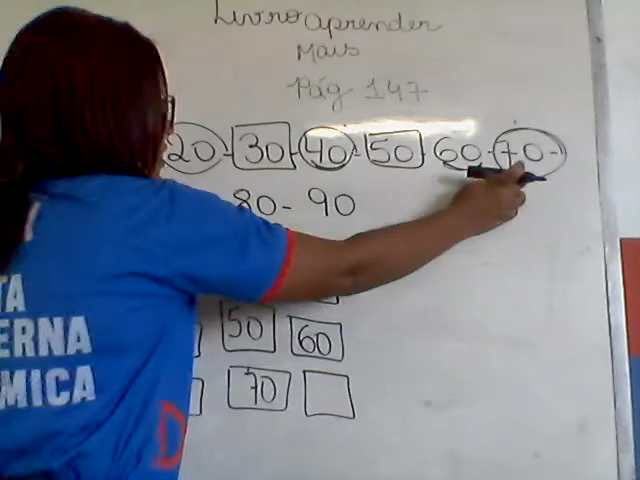 Livro aprender
Mais
Pág 147
20 - 30 - 40 - 50 60 - 70 -
80 - 90
50 60
70
TA
ERNA
MICA